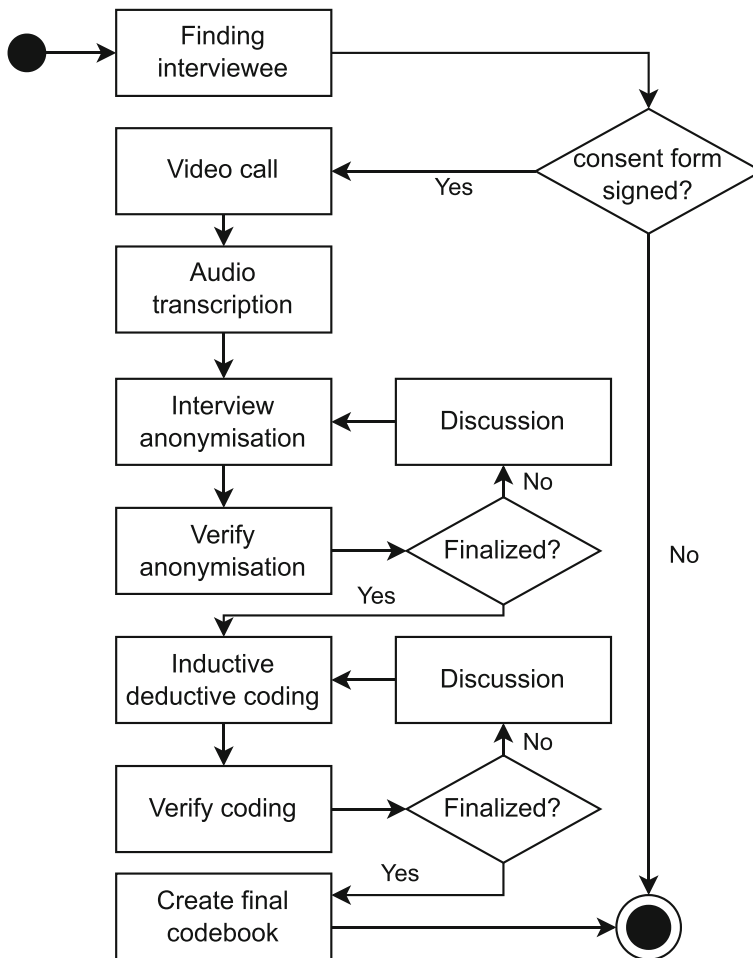 Finding
interviewee
consent form
signed?
Video call
Yes
Audio
transcription
Interview
anonymisation
Discussion
No
Verify
anonymisation
Finalized?
No
Yes
Inductive
deductive coding
Discussion
No
Verify coding
Finalized?
Yes
Create final
codebook